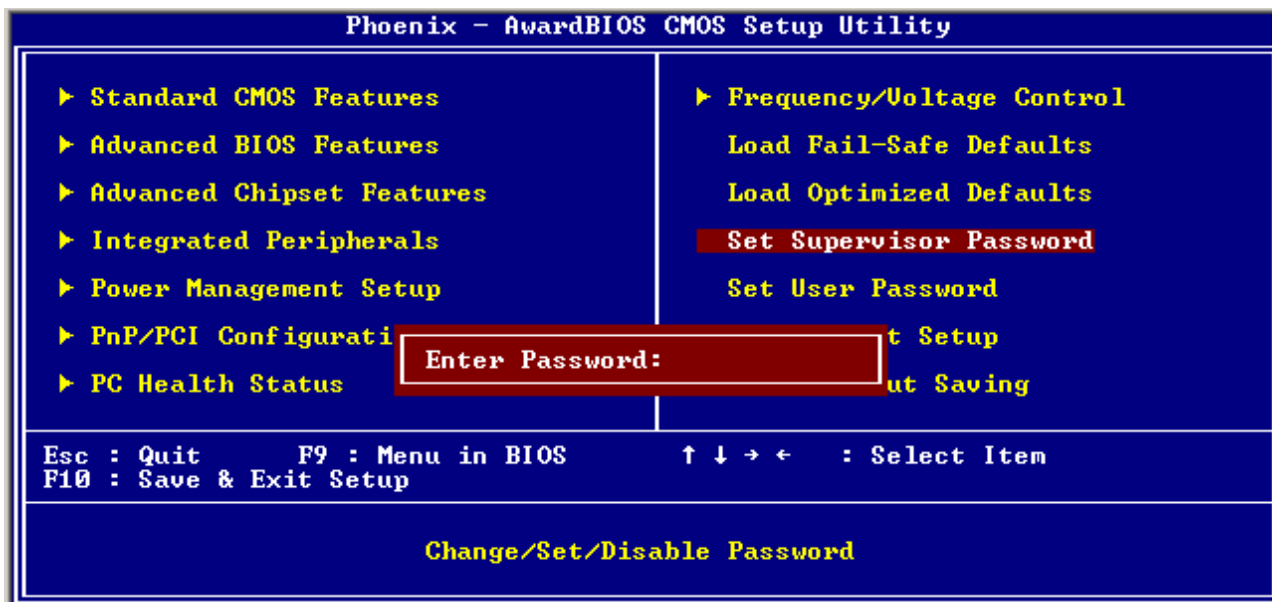 Phoenix - AwardBIOS CMOS Setup Utility
▶ Standard CMOS Features
▶ Advanced BIOS Features
▶ Advanced Chipset Features
▶ Integrated Peripherals
▶ Power Management Setup
▶ PnP/PCI Configurati
▶ PC Health Status
▶ Frequency/Voltage Control
Load Fail-Safe Defaults
Load Optimized Defaults
Set Supervisor Password
Set User Password
t Setup
ut Saving
Enter Password:
Esc : Quit F9 : Menu in BIOS ↑ ↓ → ← : Select Item
F10 : Save & Exit Setup
Change/Set/Disable Password